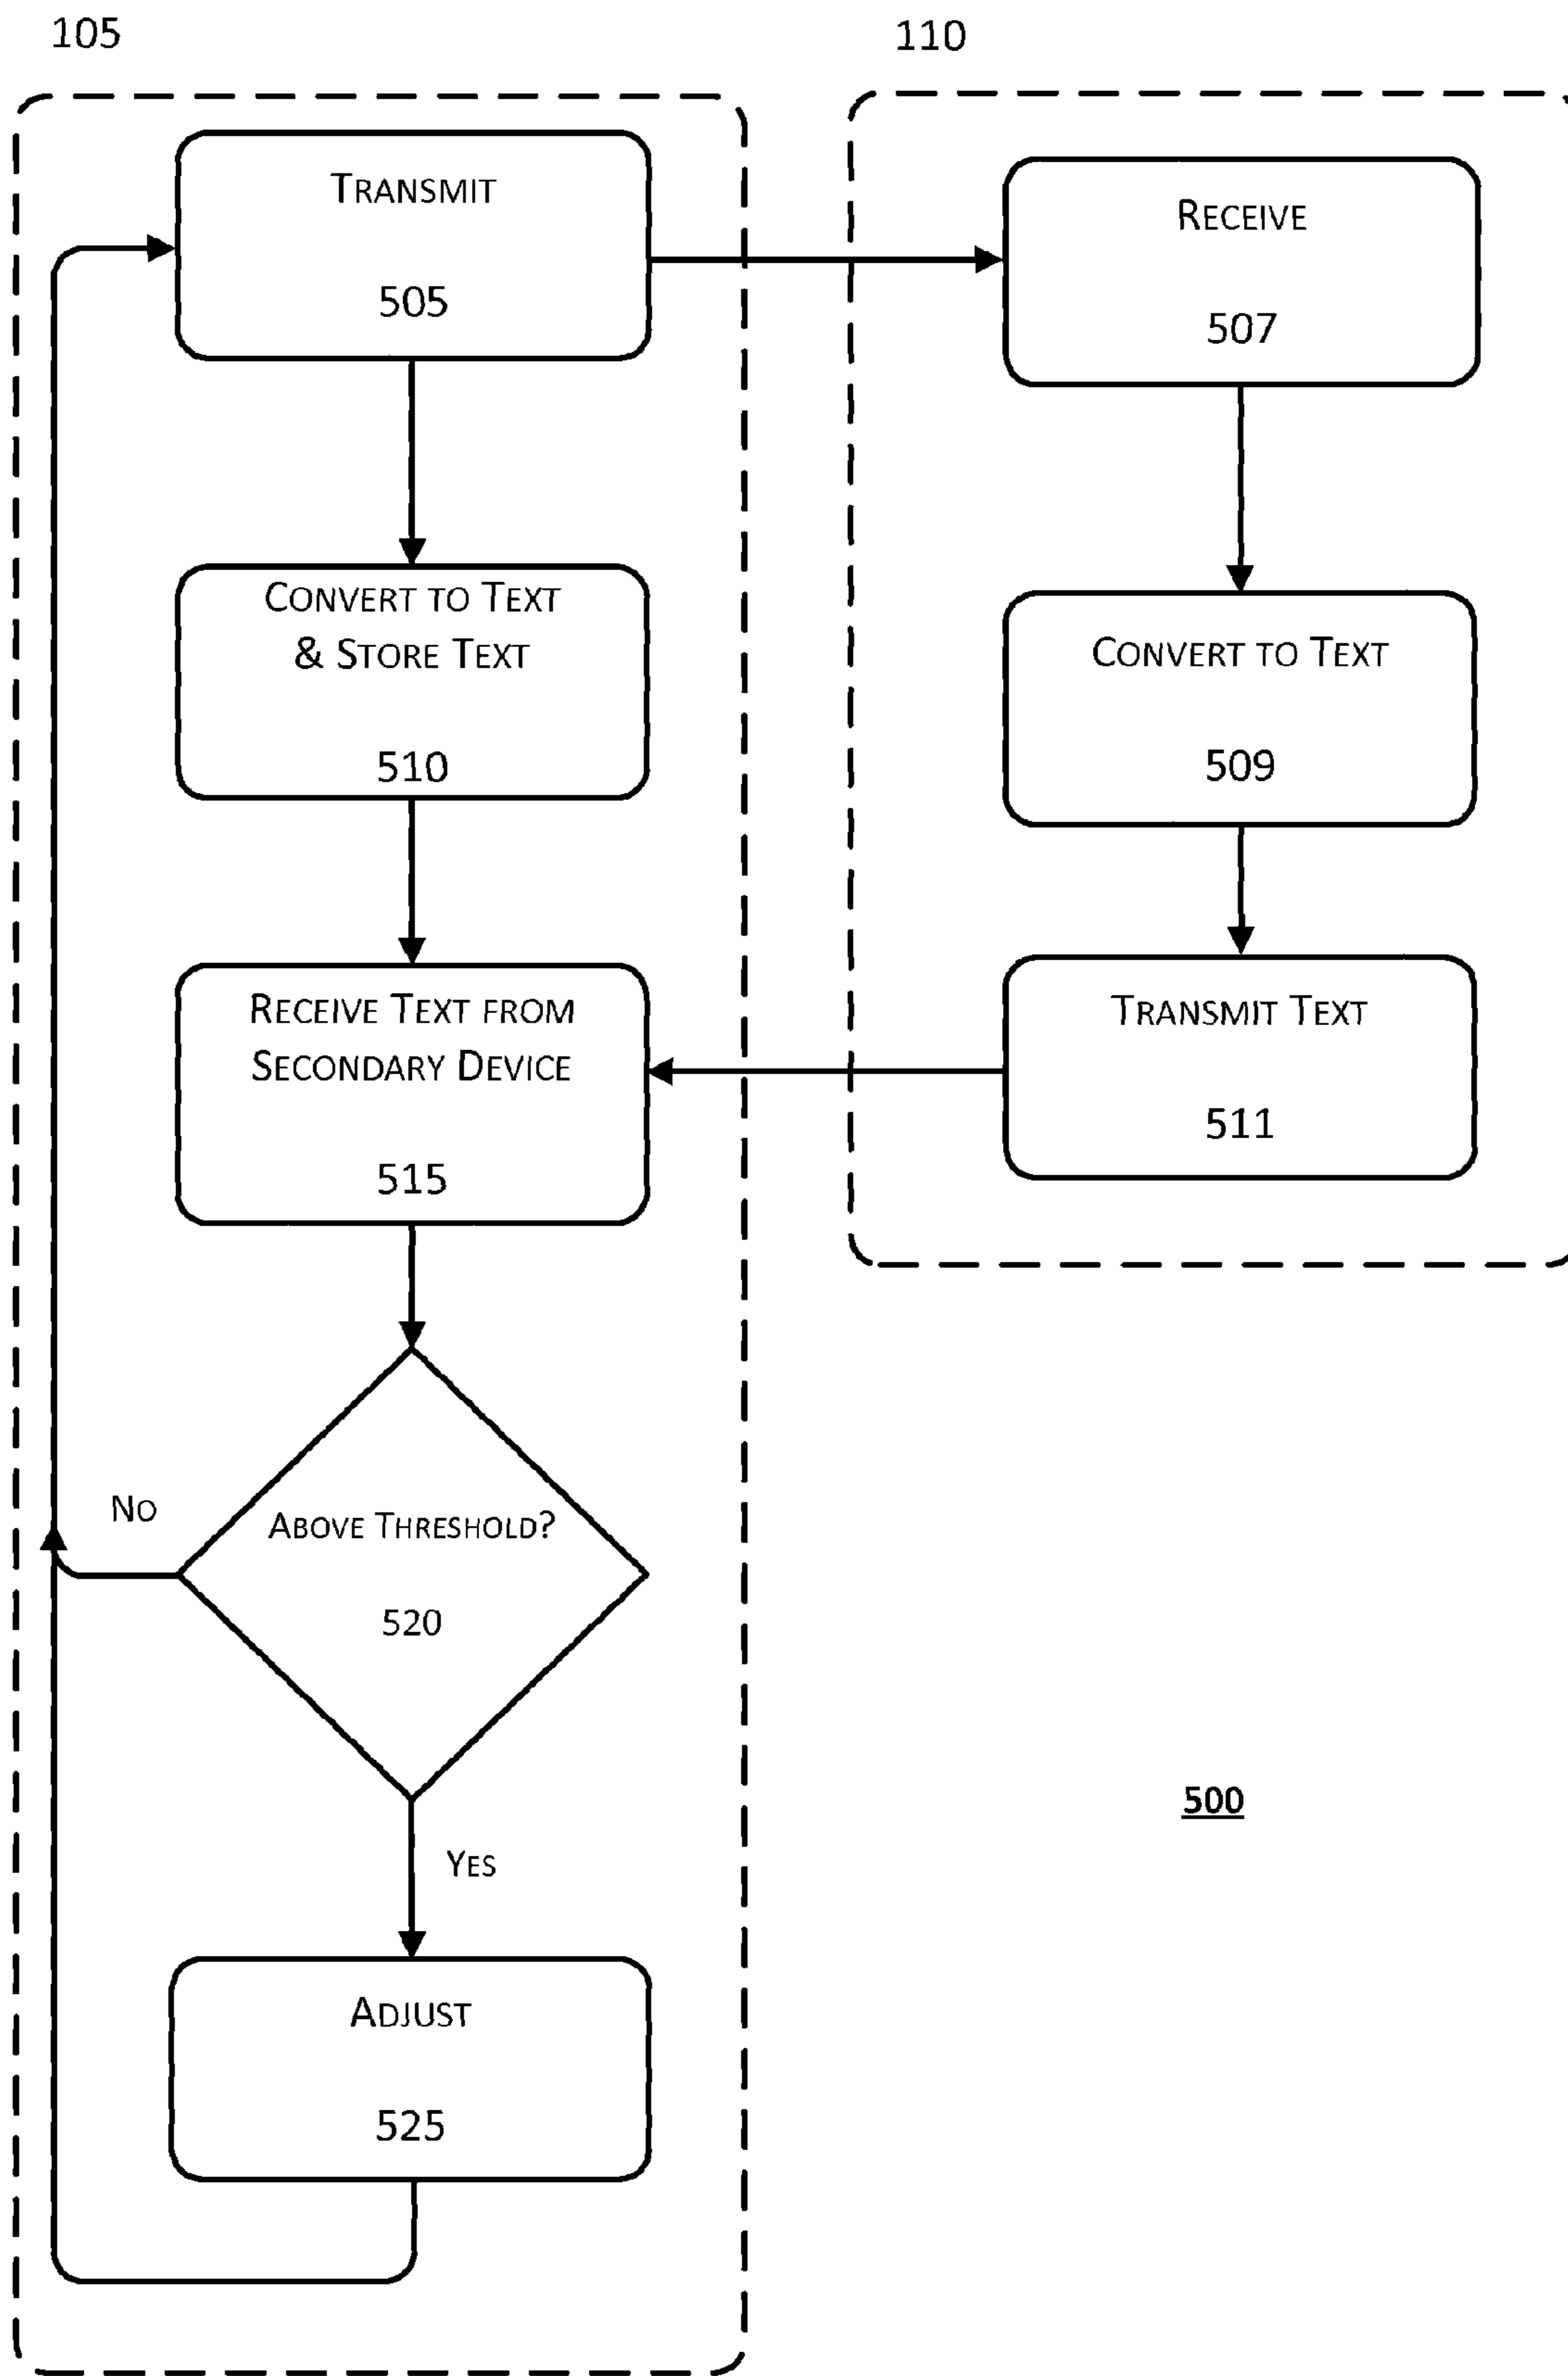 105
TRANSMIT
505
CONVERT TO TEXT
& STORE TEXT
510
RECEIVE TEXT FROM
SECONDARY DEVICE
515
NO
ABOVE THRESHOLD?
520
YES
ADJUST
525
110
RECEIVE
507
CONVERT TO TEXT
509
TRANSMIT TEXT
511
500